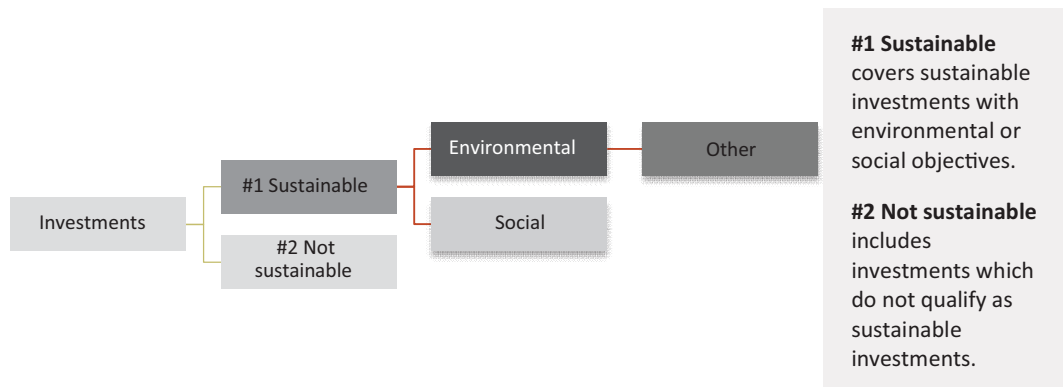 Investments
#1 Sustainable
#2 Not
sustainable
Environmental
Social
Other
#1 Sustainable
covers sustainable
investments with
environmental or
social objectives.
#2 Not sustainable
includes
investments which
do not qualify as
sustainable
investments.